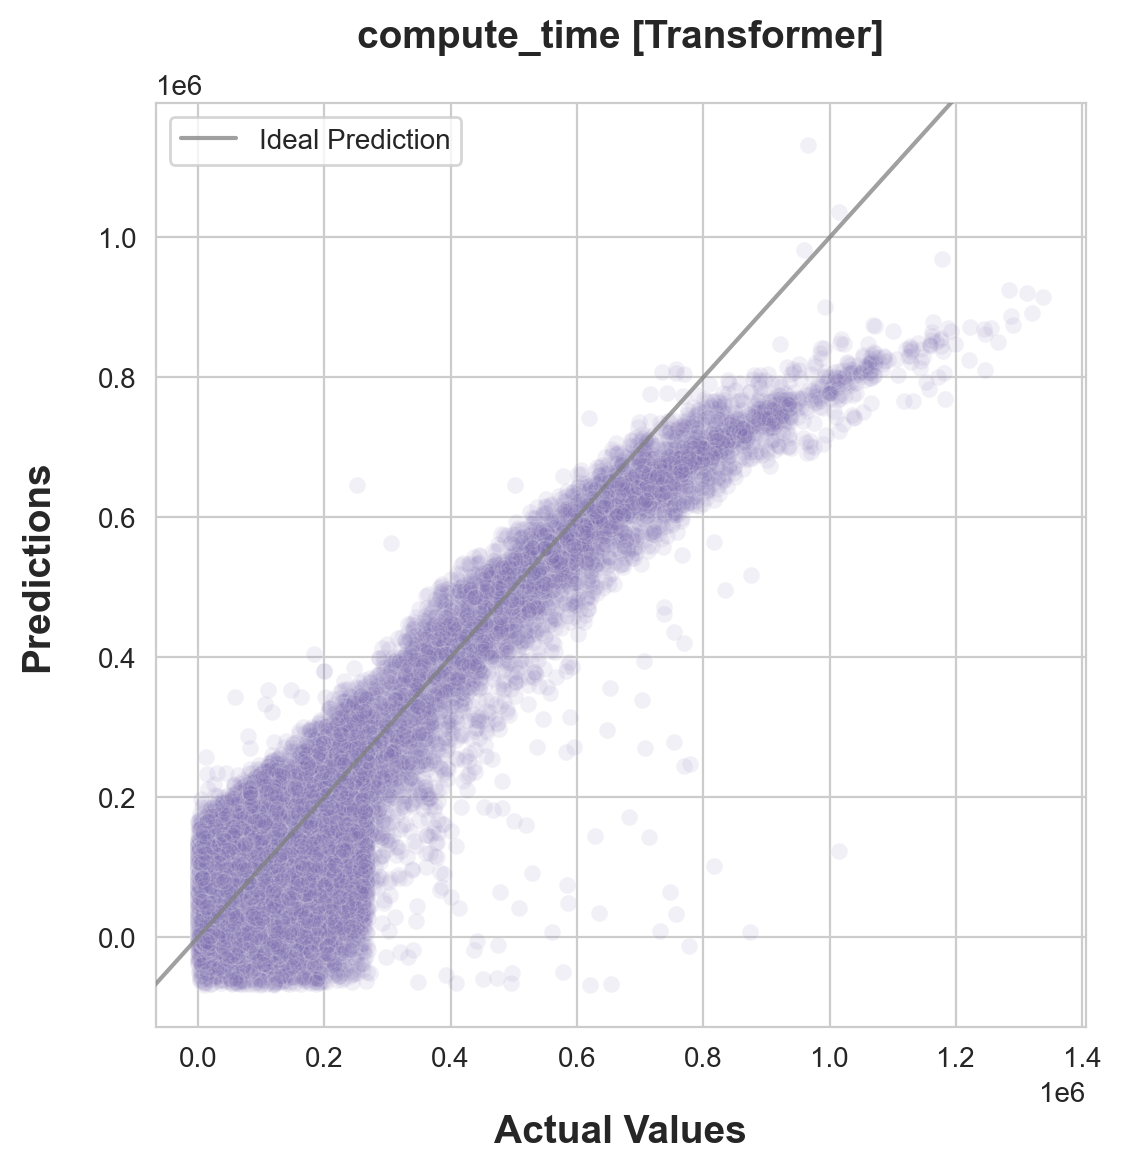 compute_time [Transformer]
1e6
Ideal Prediction
1.0
0.8
0.6
0.4
0.2
0.0
Predictions
0.0 0.2 0.4 0.6 0.8 1.0 1.2 1.4
1e6
Actual Values